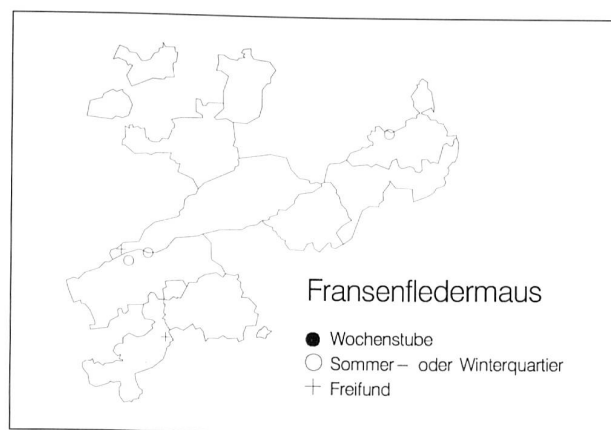 Fransenfledermaus
Wochenstube
Sommer– oder Winterquartier
Freifund